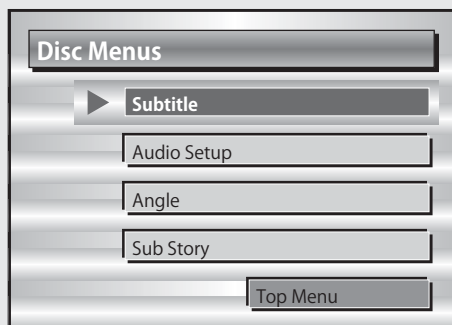 Disc Menus
Subtitle
Audio Setup
Angle
Sub Story
Top Menu